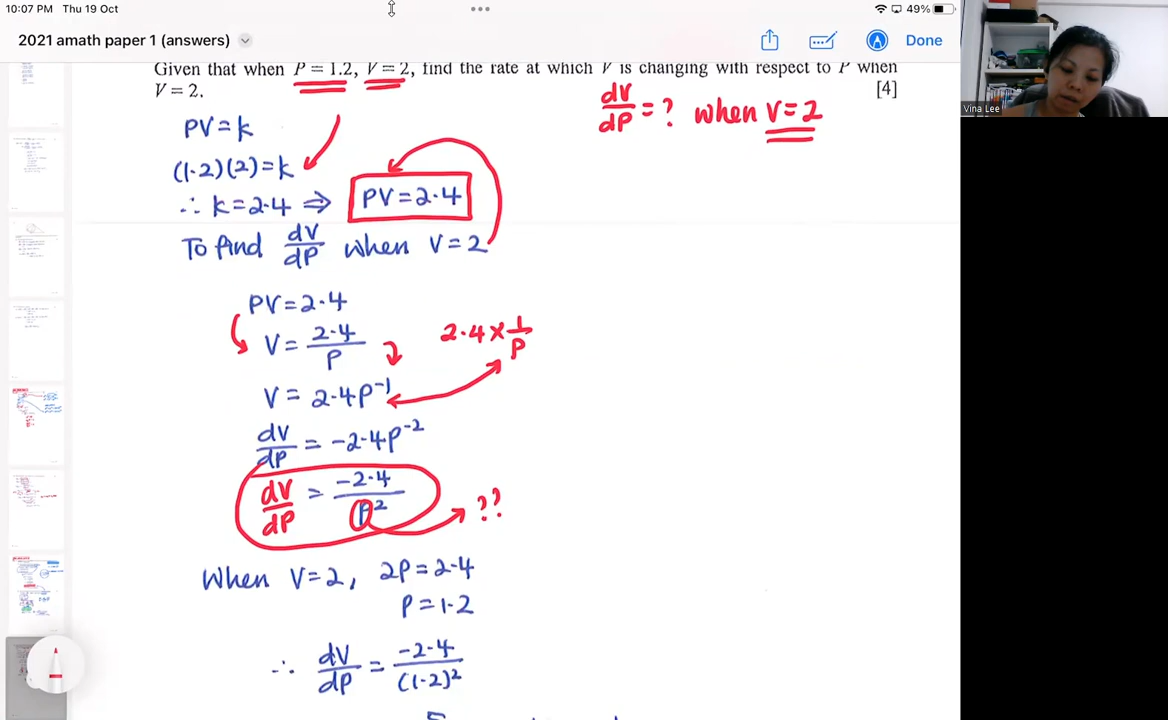 10:07 PM Thu 19 Oct
49%
2021 amath paper 1 (answers)
Done
Given that when P = 1.2, V = 2, find the rate at which V is changing with respect to P when
V = 2.
[4]
dV/dP = ? when V = 2
PV = k
(1·2)(2) = k
∴ k = 2·4 ⇒ PV = 2·4
To find dV/dP when V = 2
PV = 2·4
V = 2·4/P
2·4 × 1/P
V = 2·4P⁻¹
dV/dP = -2·4P⁻²
dV/dP = -2·4/P²
??
When V = 2, 2P = 2·4
P = 1·2
∴ dV/dP = -2·4/(1·2)²
Vina Lee